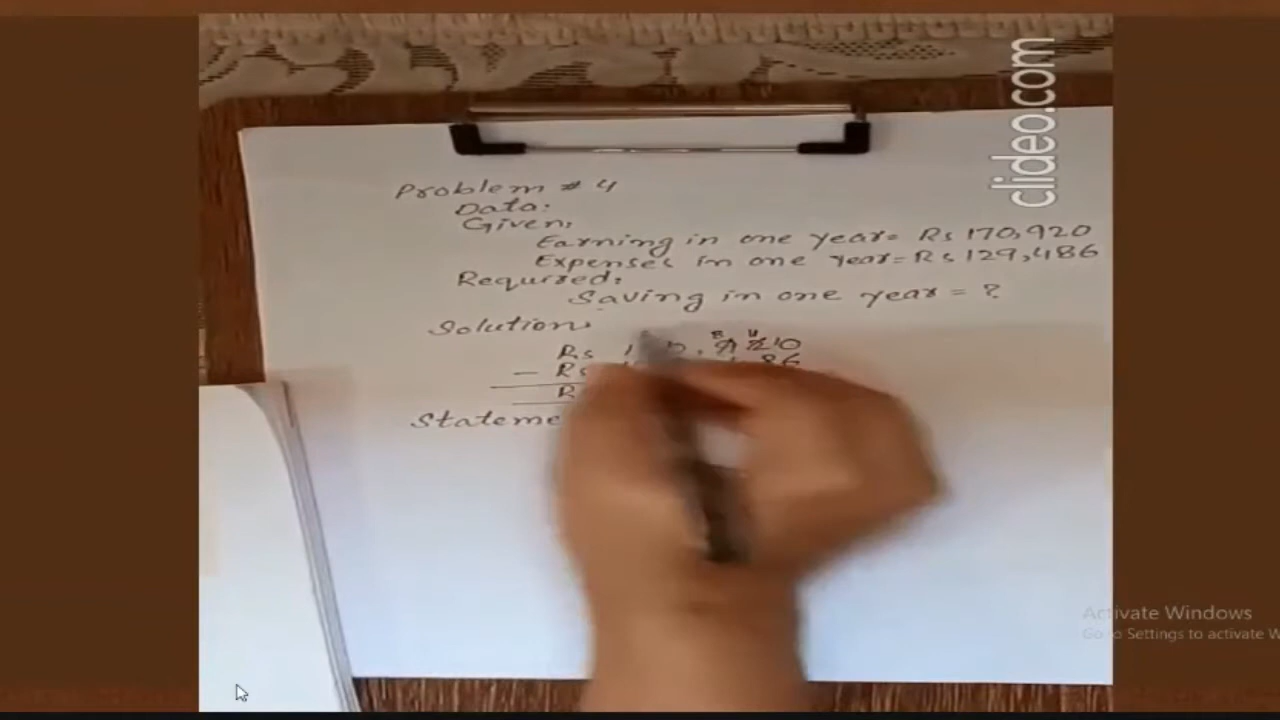 clideo.com
Problem # 4
Data:
Given:
Earning in one year= Rs 170,920
Expenses in one year= Rs 129,486
Required:
Saving in one year = ?
Solution:
Rs
— Rs 86
Activate Windows
Go to Settings to activate W